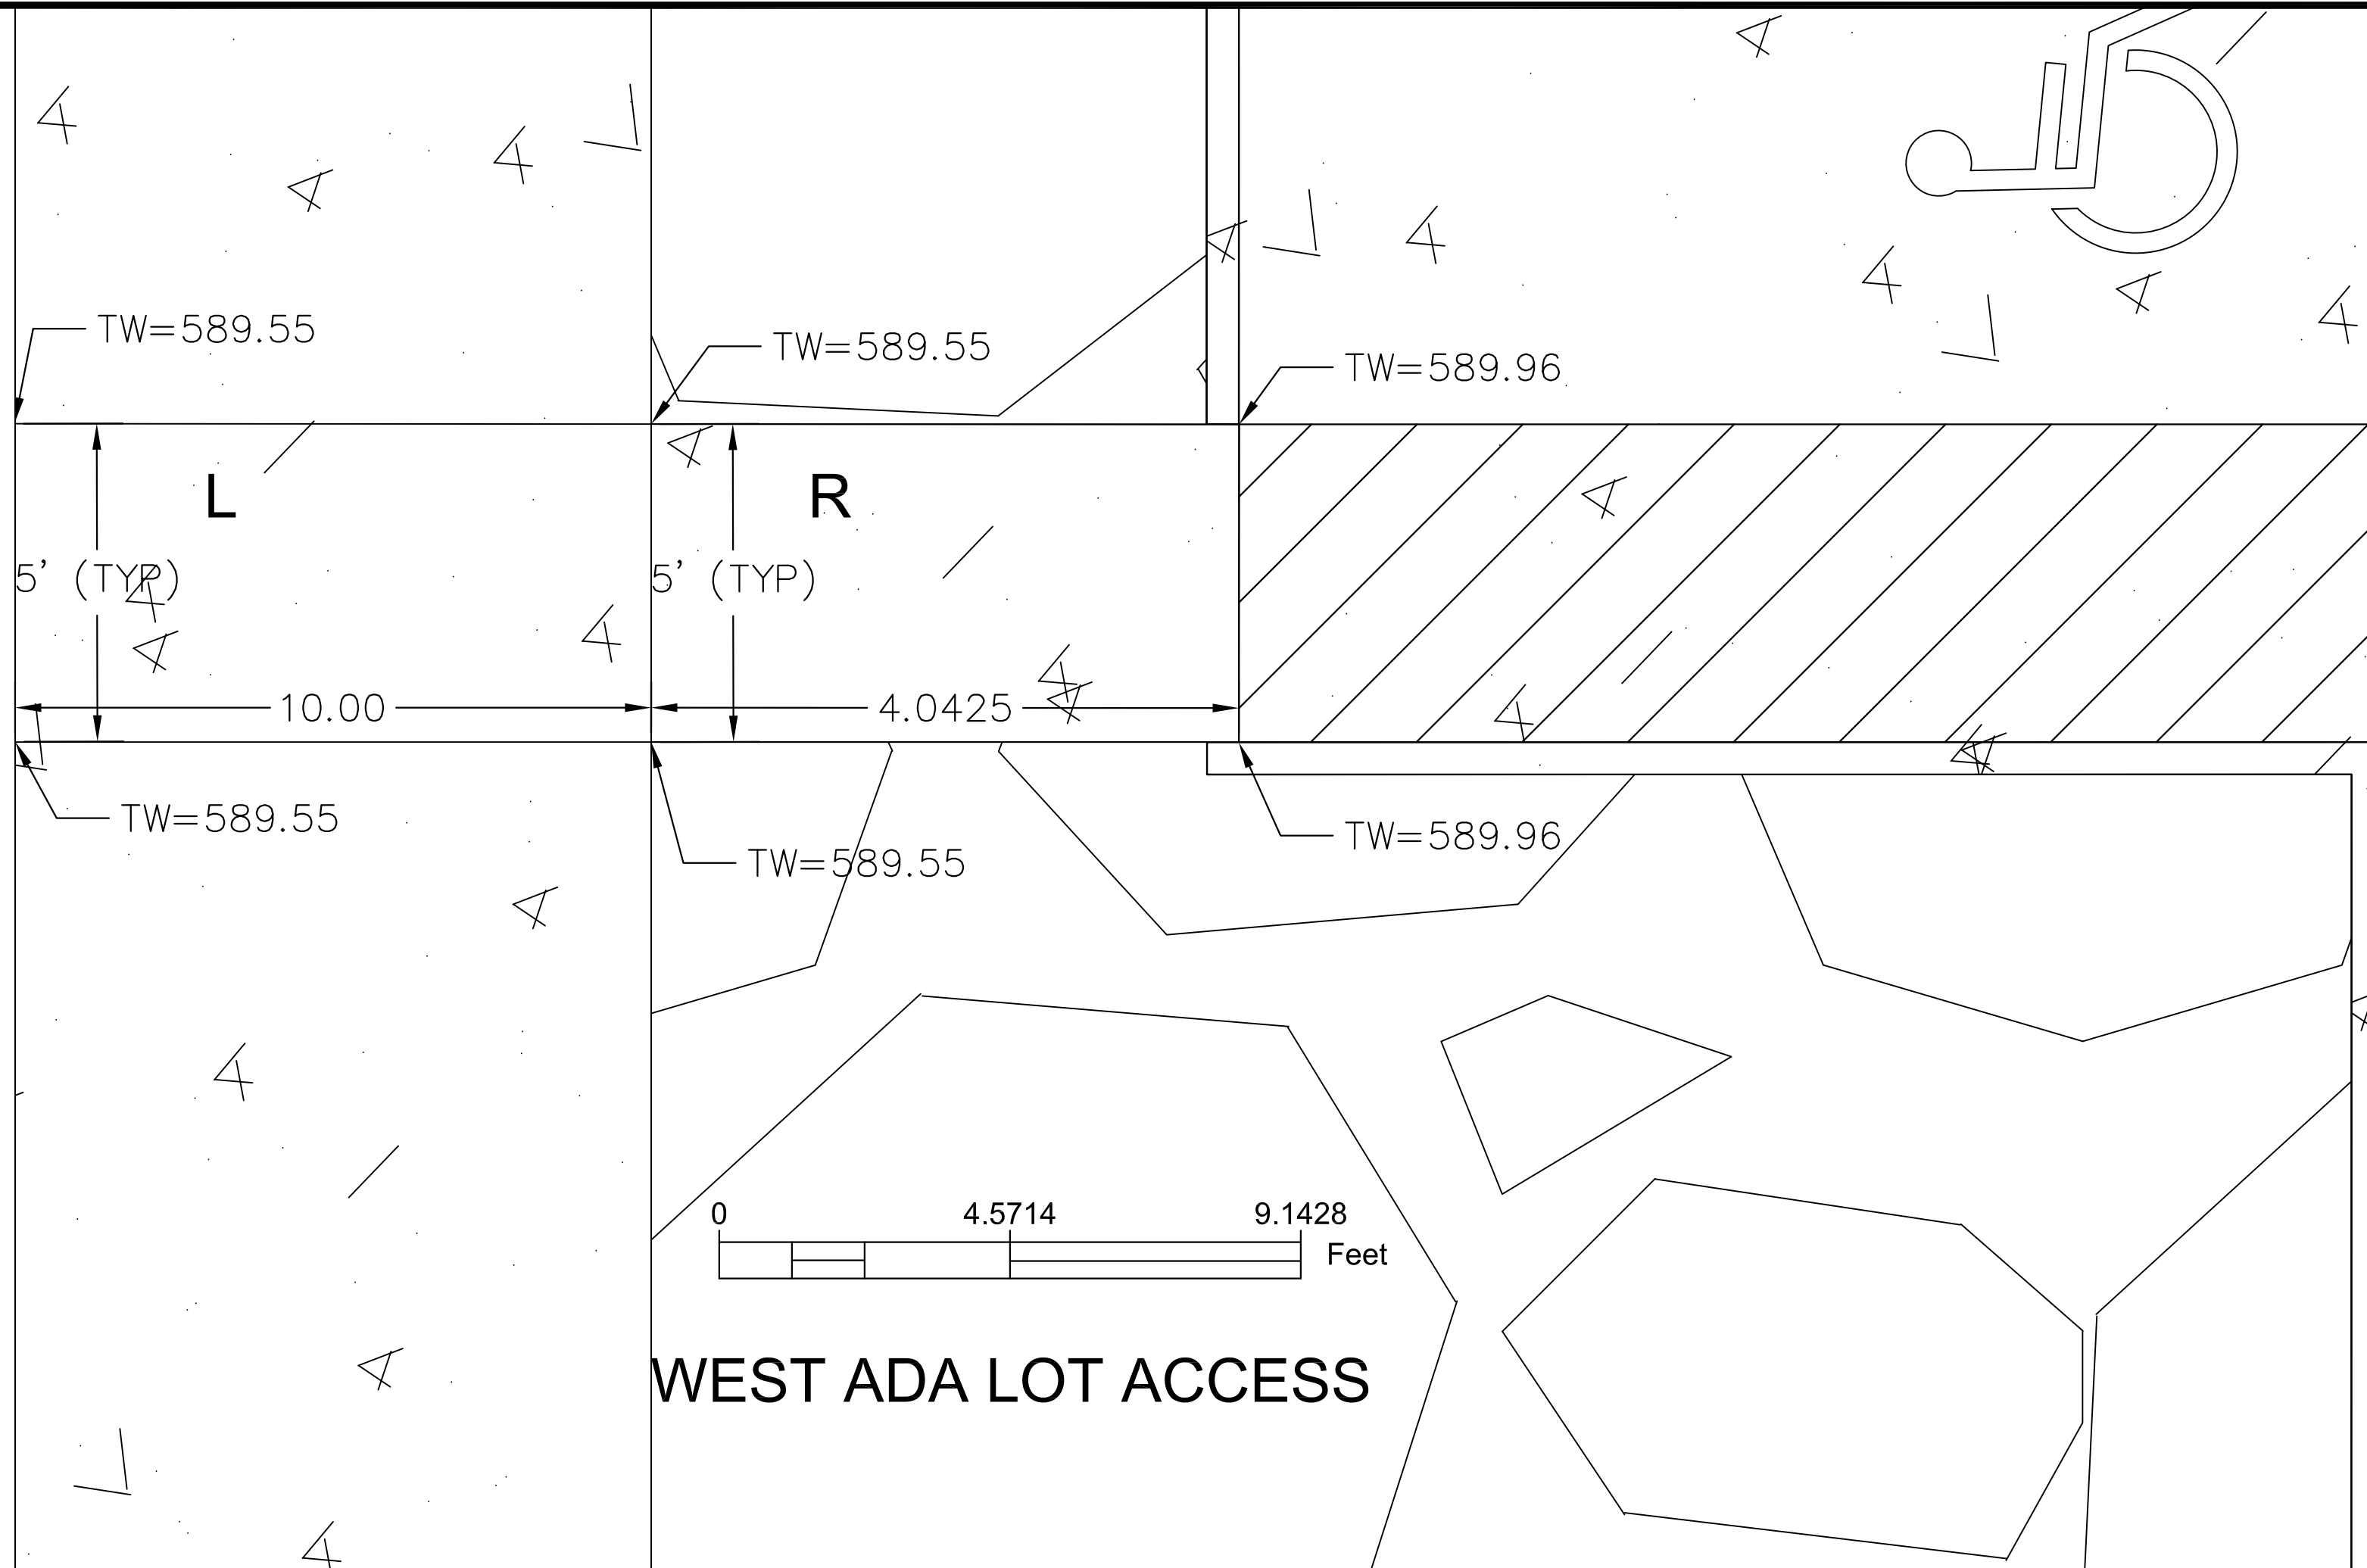 TW=589.55
TW=589.55
TW=589.96
L
R
5' (TYP)
5' (TYP)
10.00
4.0425
TW=589.55
TW=589.55
TW=589.96
0
4.5714
9.1428
Feet
WEST ADA LOT ACCESS